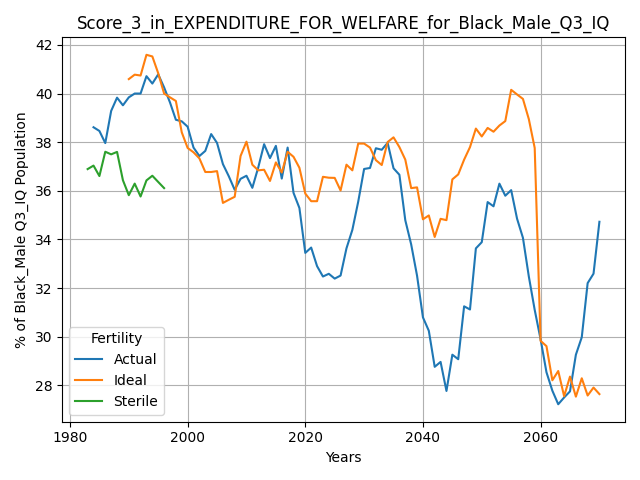 Score_3_in_EXPENDITURE_FOR_WELFARE_for_Black_Male_Q3_IQ
% of Black_Male Q3_IQ Population
42
40
38
36
34
32
30
28
Fertility
Actual
Ideal
Sterile
1980
2000
2020
2040
2060
Years